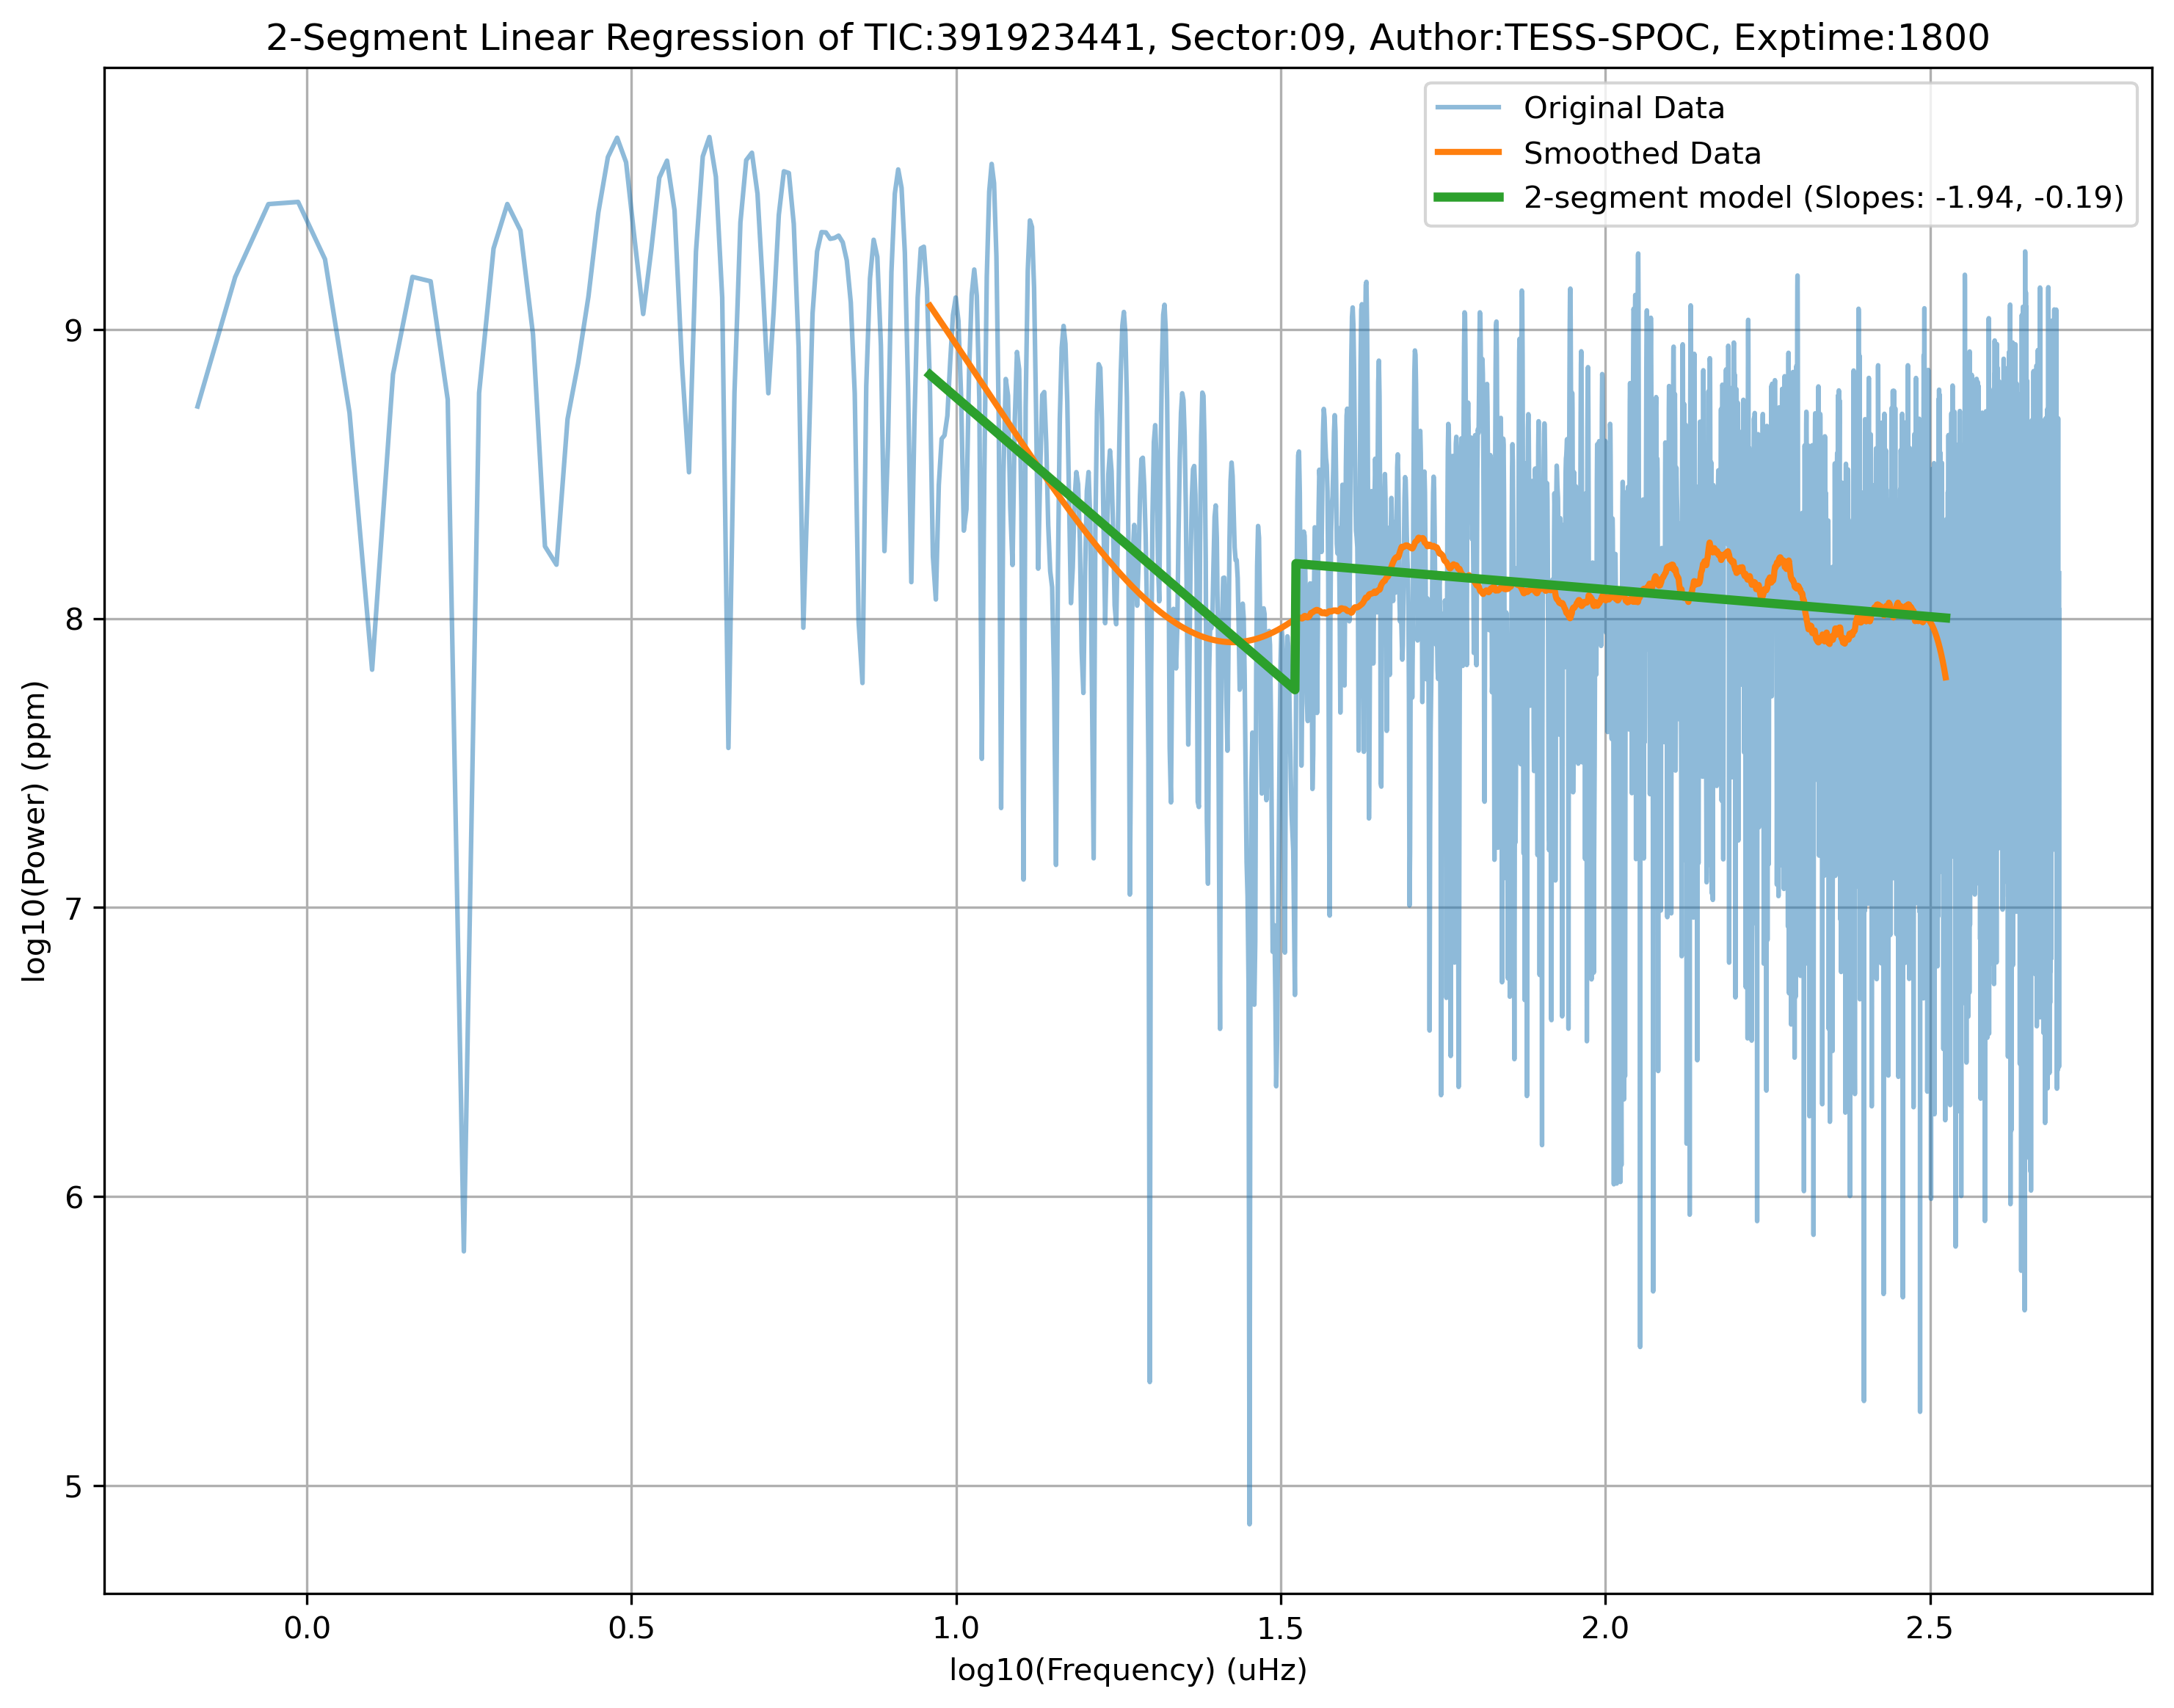 2-Segment Linear Regression of TIC:391923441, Sector:09, Author:TESS-SPOC, Exptime:1800
Original Data
Smoothed Data
2-segment model (Slopes: -1.94, -0.19)
log10(Power) (ppm)
9
8
7
6
5
0.0 0.5 1.0 1.5 2.0 2.5
log10(Frequency) (uHz)